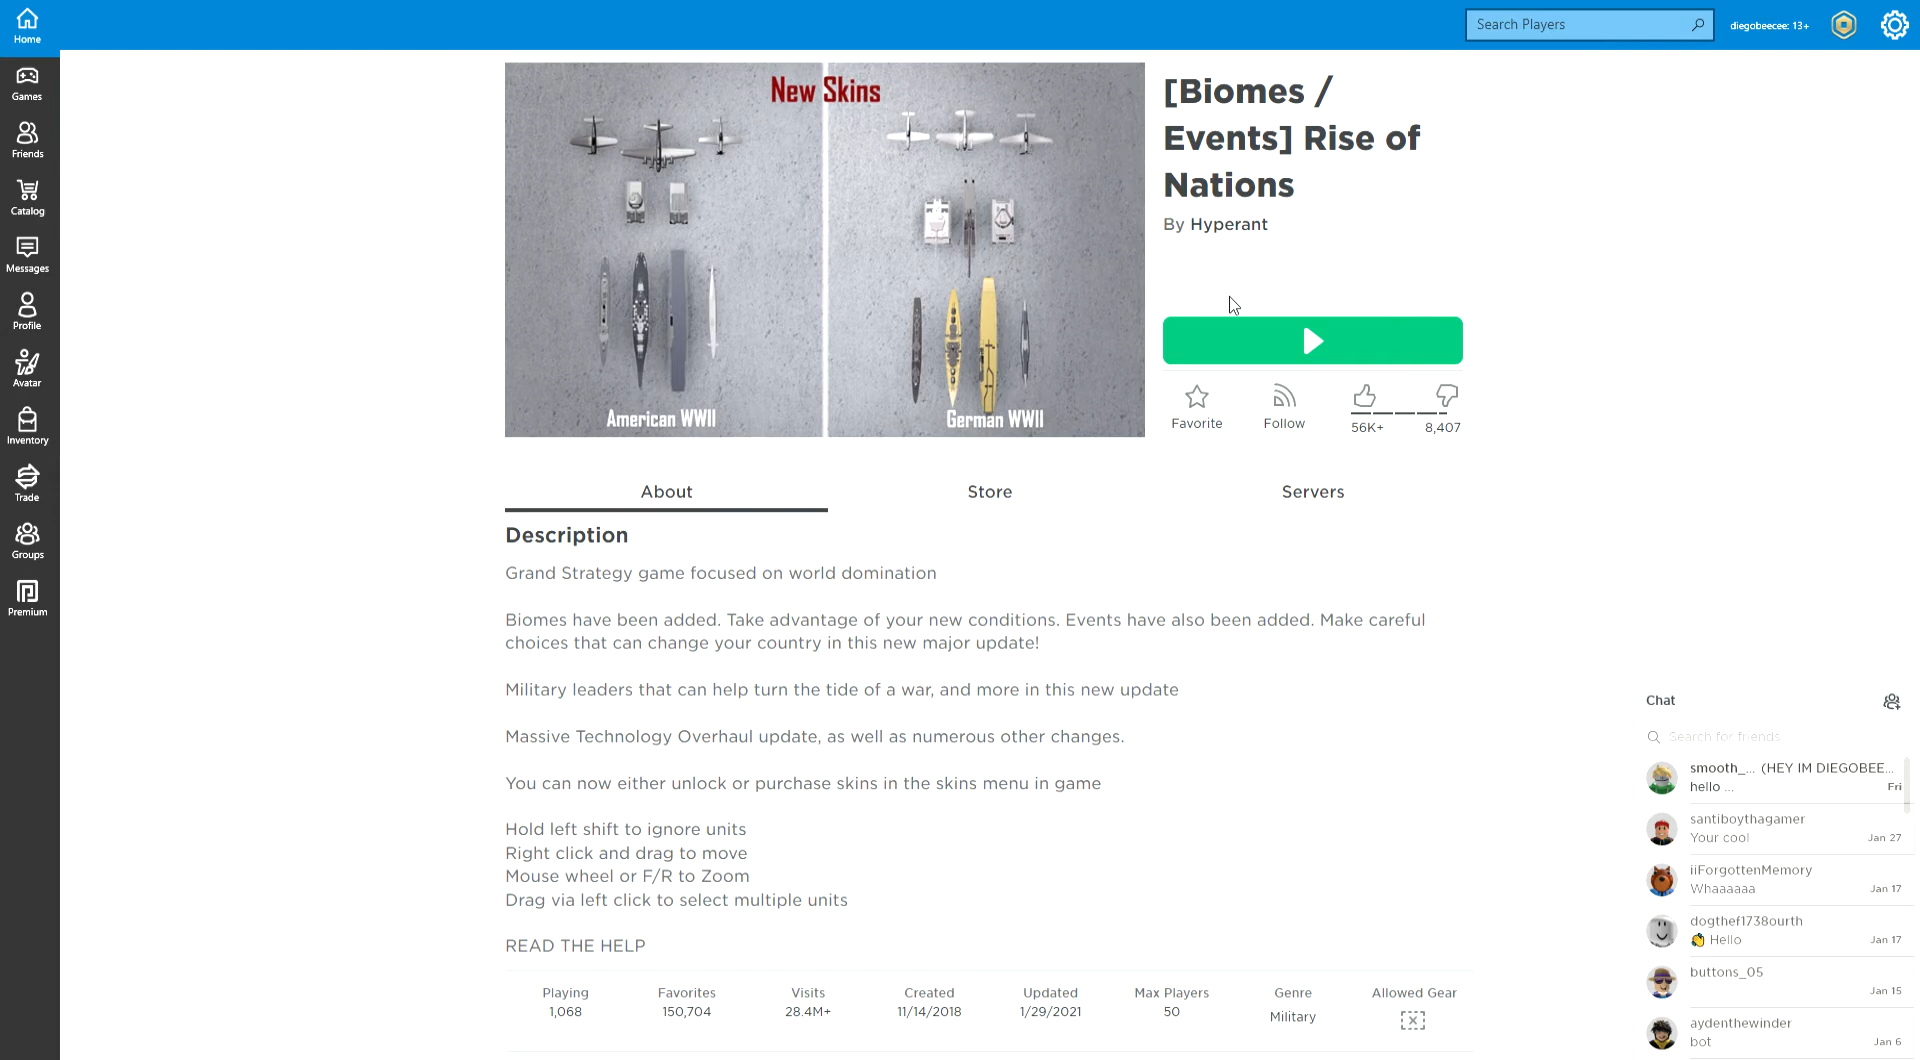 Home
Search Players
diegobeecee: 13+
Games
Friends
Catalog
Messages
Profile
Avatar
Inventory
Trade
Groups
Premium
New Skins
American WWII
German WWII
[Biomes /
Events] Rise of
Nations
By Hyperant
Favorite
Follow
56K+
8,407
About
Store
Servers
Description
Grand Strategy game focused on world domination
Biomes have been added. Take advantage of your new conditions. Events have also been added. Make careful
choices that can change your country in this new major update!
Military leaders that can help turn the tide of a war, and more in this new update
Massive Technology Overhaul update, as well as numerous other changes.
You can now either unlock or purchase skins in the skins menu in game
Hold left shift to ignore units
Right click and drag to move
Mouse wheel or F/R to Zoom
Drag via left click to select multiple units
READ THE HELP
Playing Favorites Visits Created Updated Max Players Genre Allowed Gear
1,068 150,704 28.4M+ 11/14/2018 1/29/2021 50 Military
Chat
Search for friends
smooth_... (HEY IM DIEGOBEE...
hello ... Fri
santiboythagamer
Your cool Jan 27
iiForgottenMemory
Whaaaaaa Jan 17
dogthef1738ourth
👋 Hello Jan 17
buttons_05
Jan 15
aydenthewinder
bot Jan 6